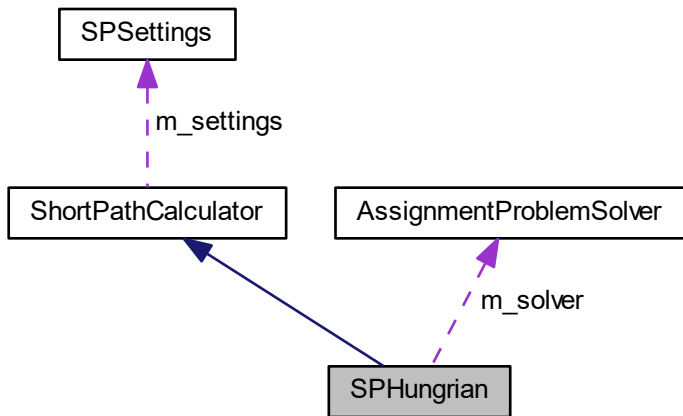 SPSettings
m_settings
ShortPathCalculator
AssignmentProblemSolver
m_solver
SPHungrian